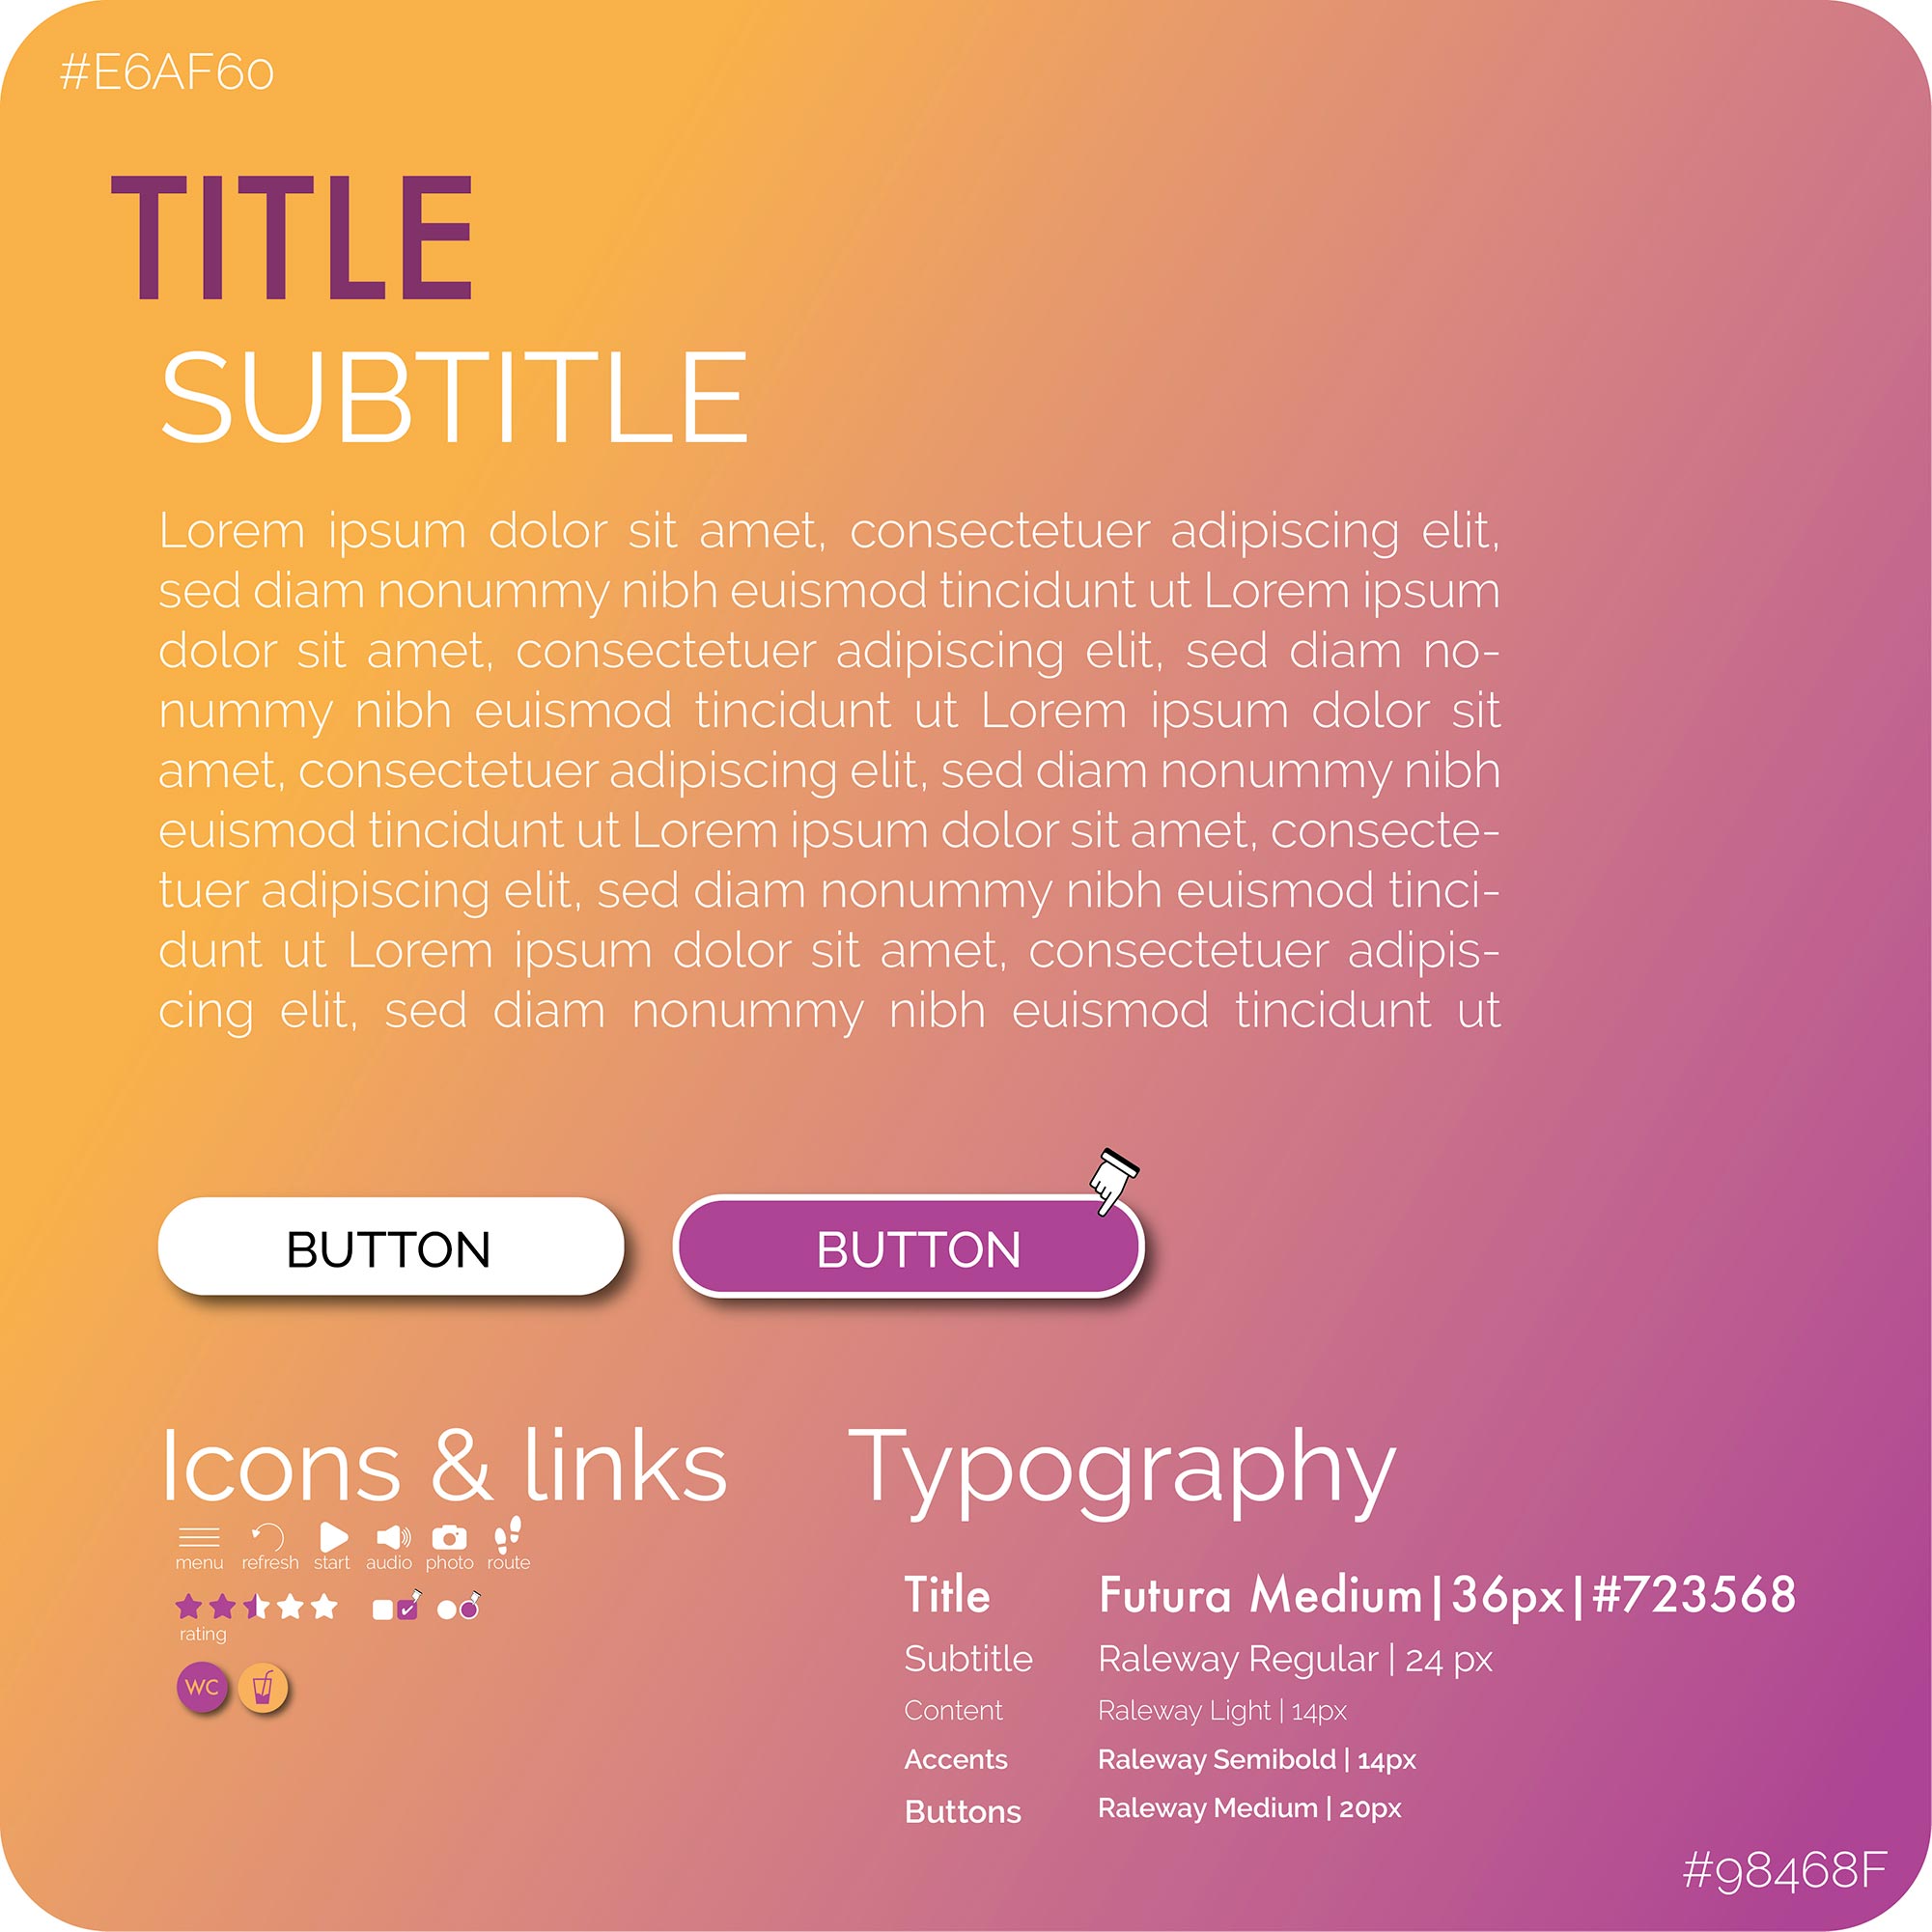 #E6AF60
TITLE
SUBTITLE
Lorem ipsum dolor sit amet, consectetuer adipiscing elit,
sed diam nonummy nibh euismod tincidunt ut Lorem ipsum
dolor sit amet, consectetuer adipiscing elit, sed diam no-
nummy nibh euismod tincidunt ut Lorem ipsum dolor sit
amet, consectetuer adipiscing elit, sed diam nonummy nibh
euismod tincidunt ut Lorem ipsum dolor sit amet, consecte-
tuer adipiscing elit, sed diam nonummy nibh euismod tinci-
dunt ut Lorem ipsum dolor sit amet, consectetuer adipis-
cing elit, sed diam nonummy nibh euismod tincidunt ut
BUTTON
BUTTON
Icons & links
menu refresh start audio photo route
rating
WC
Typography
Title Futura Medium|36px|#723568
Subtitle Raleway Regular | 24 px
Content Raleway Light | 14px
Accents Raleway Semibold | 14px
Buttons Raleway Medium | 20px
#98468F